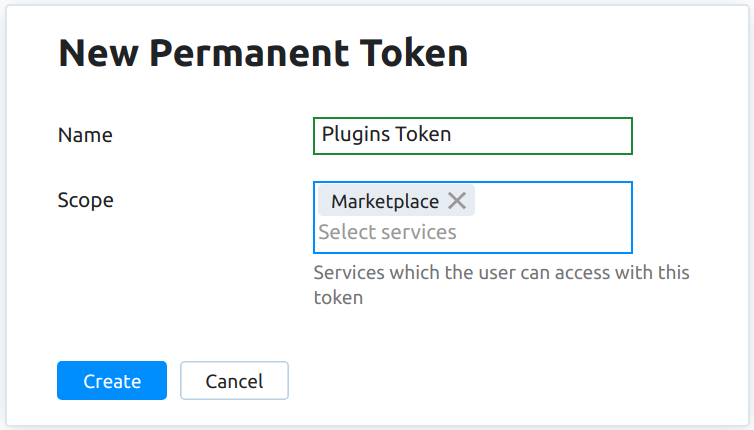 New Permanent Token
Name
Plugins Token
Scope
Marketplace
Select services
Services which the user can access with this
token
Create
Cancel